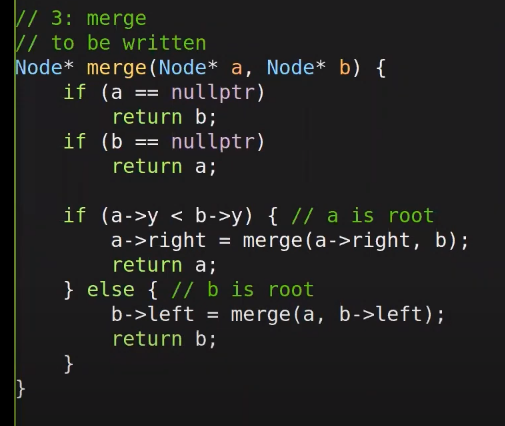 // 3: merge
// to be written
Node* merge(Node* a, Node* b) {
    if (a == nullptr)
        return b;
    if (b == nullptr)
        return a;

    if (a->y < b->y) { // a is root
        a->right = merge(a->right, b);
        return a;
    } else { // b is root
        b->left = merge(a, b->left);
        return b;
    }
}